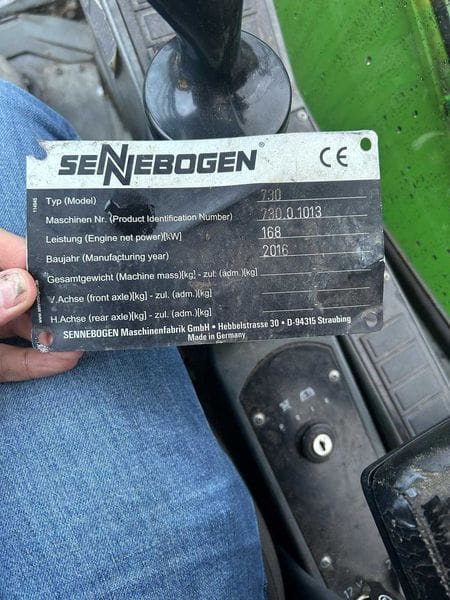 SENNEBOGEN®
CE
Typ (Model) 730
Maschinen Nr. (Product Identification Number) 730.0.1013
Leistung (Engine net power)[kW] 168
Baujahr (Manufacturing year) 2016
Gesamtgewicht (Machine mass)[kg] - zul. (adm.)[kg]
V.Achse (front axle)[kg] - zul. (adm.)[kg]
H.Achse (rear axle)[kg] - zul. (adm.)[kg]
SENNEBOGEN Maschinenfabrik GmbH • Hebbelstrasse 30 • D-94315 Straubing
Made in Germany
12 V